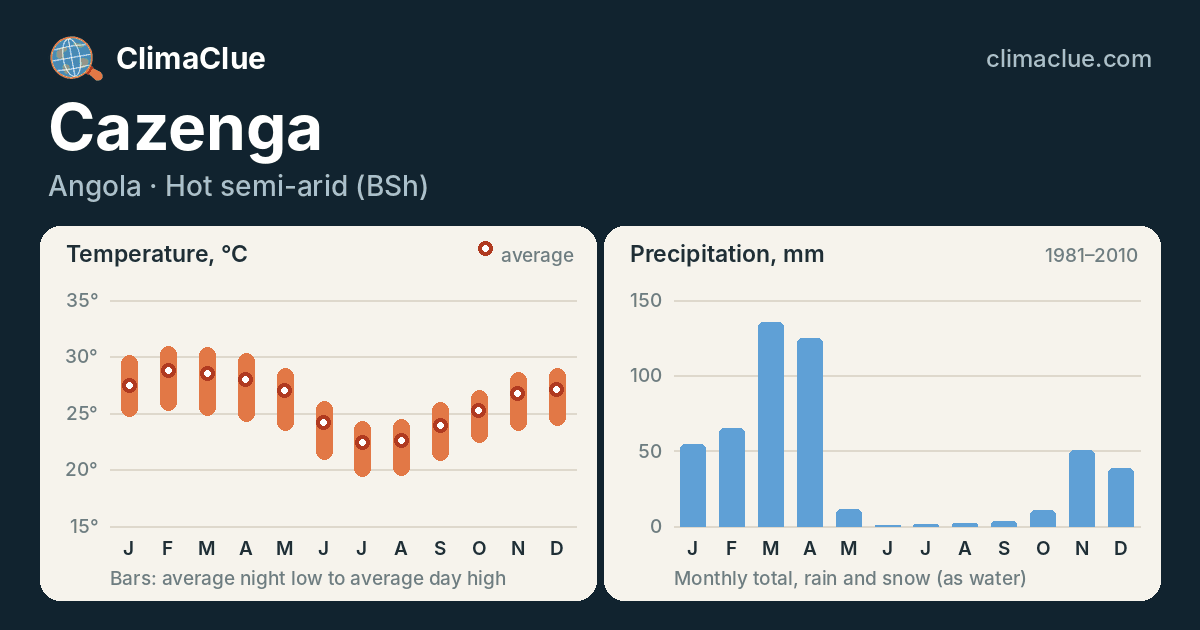 ClimaClue
climaclue.com
Cazenga
Angola · Hot semi-arid (BSh)
Temperature, °C
average
35°
30°
25°
20°
15°
J F M A M J J A S O N D
Bars: average night low to average day high
Precipitation, mm
1981–2010
150
100
50
0
J F M A M J J A S O N D
Monthly total, rain and snow (as water)